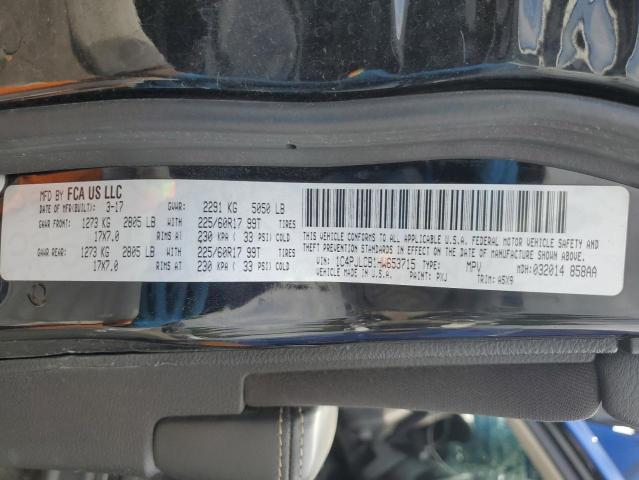 MFD BY FCA US LLC
DATE OF MFR(BUILT): 3-17 GVWR: 2291 KG 5050 LB
GAWR FRONT: 1273 KG 2805 LB WITH 225/60R17 99T TIRES
17X7.0 RIMS AT 230 KPA ( 33 PSI) COLD
GAWR REAR: 1273 KG 2805 LB WITH 225/60R17 99T TIRES
17X7.0 RIMS AT 230 KPA ( 33 PSI) COLD
THIS VEHICLE CONFORMS TO ALL APPLICABLE U.S.A. FEDERAL MOTOR VEHICLE SAFETY AND
THEFT PREVENTION STANDARDS IN EFFECT ON THE DATE OF MANUFACTURE SHOWN ABOVE.
VIN: 1C4PJLCB1HW653715 TYPE: MPV MDH: 032014 858AA
MADE IN U.S.A. PAINT: PXJ TRIM: A5X9